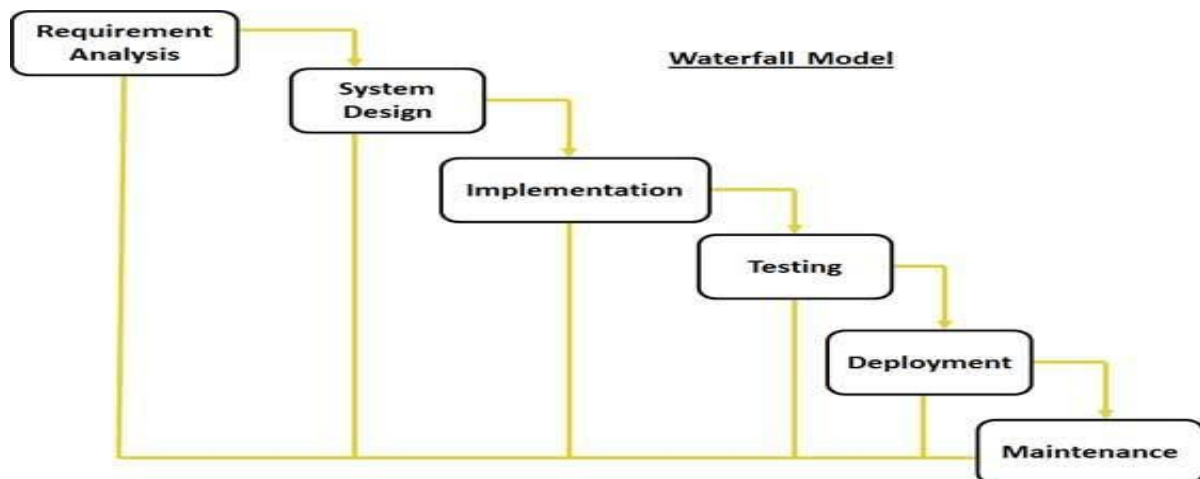 Requirement
Analysis
Waterfall Model
System
Design
Implementation
Testing
Deployment
Maintenance